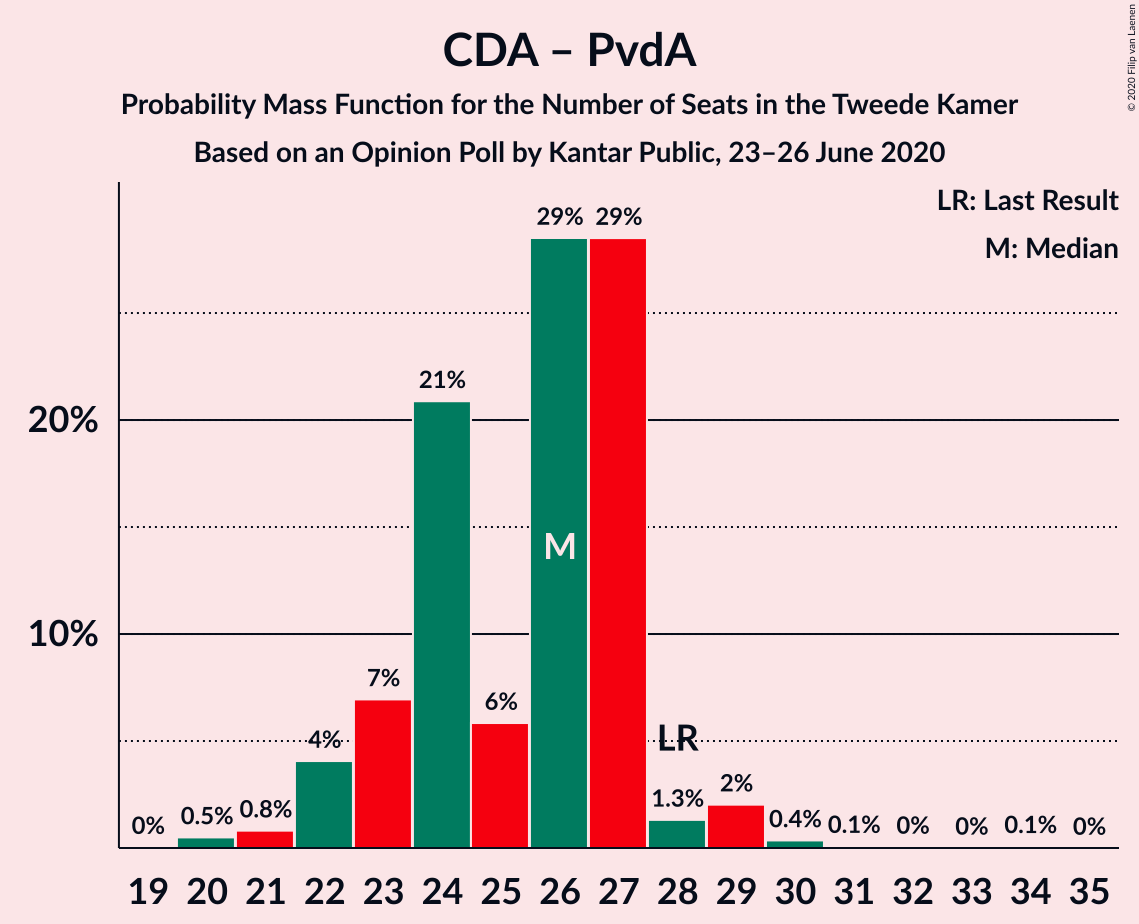 CDA – PvdA
Probability Mass Function for the Number of Seats in the Tweede Kamer
Based on an Opinion Poll by Kantar Public, 23–26 June 2020
© 2020 Filip van Laenen
LR: Last Result
M: Median
20%
10%
0% 0.5% 0.8% 4% 7% 21% 6% 29% 29% 1.3% 2% 0.4% 0.1% 0% 0% 0.1% 0%
M
LR
19 20 21 22 23 24 25 26 27 28 29 30 31 32 33 34 35